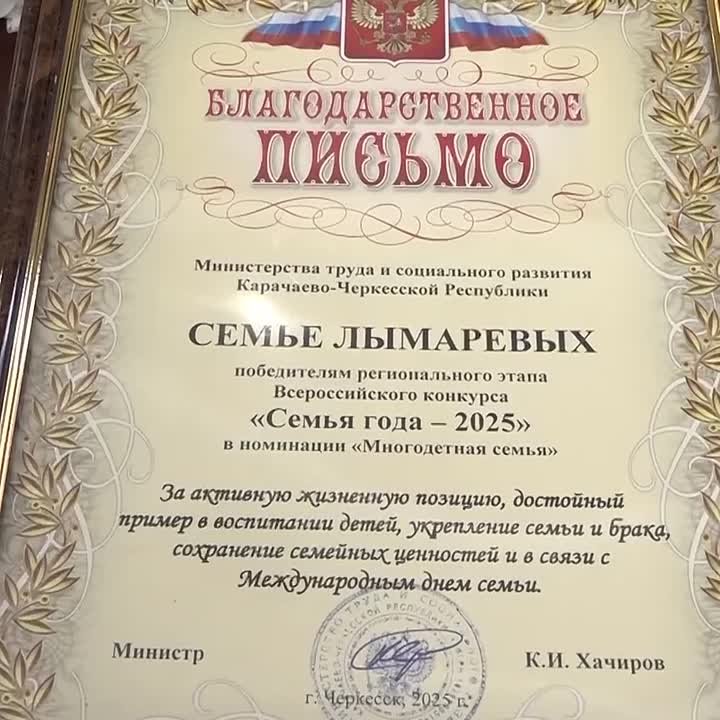 БЛАГОДАРСТВЕННОЕ
ПИСЬМО
Министерства труда и социального развития
Карачаево-Черкесской Республики
СЕМЬЕ ЛЫМАРЕВЫХ
победителям регионального этапа
Всероссийского конкурса
«Семья года – 2025»
в номинации «Многодетная семья»
За активную жизненную позицию, достойный
пример в воспитании детей, укрепление семьи и брака,
сохранение семейных ценностей и в связи с
Международным днем семьи.
Министр
К.И. Хачиров
г. Черкесск, 2025 г.